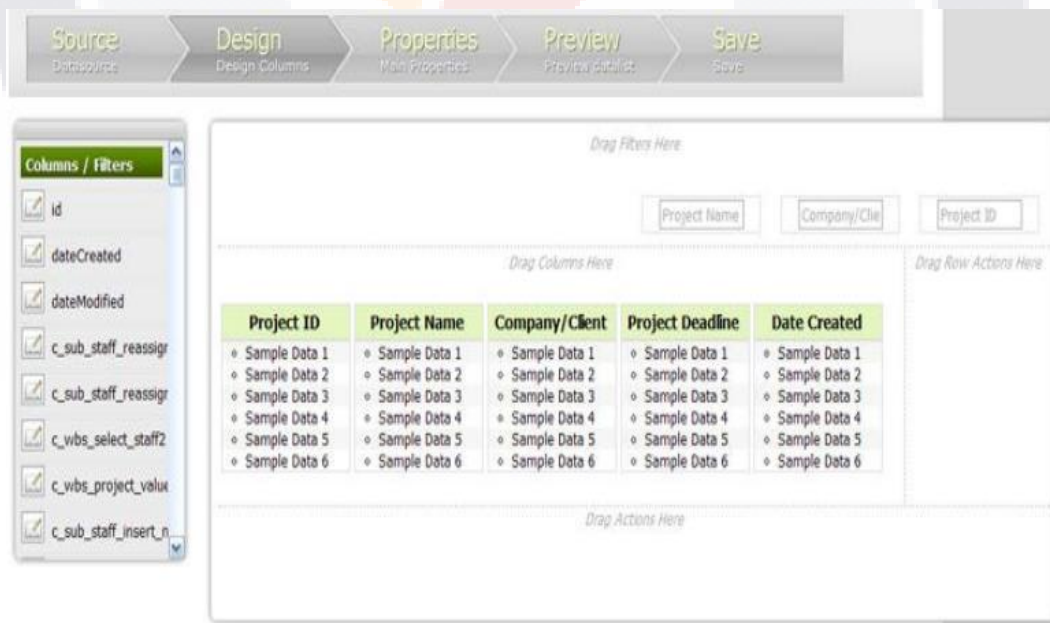 Source
Datasource
Design
Design Columns
Properties
Main Properties
Preview
Preview datalist
Save
Save
Columns / Filters
id
dateCreated
dateModified
c_sub_staff_reassigr
c_sub_staff_reassigr
c_wbs_select_staff2
c_wbs_project_value
c_sub_staff_insert_n
Drag Filters Here
Project Name
Company/Clie
Project ID
Drag Columns Here
Drag Row Actions Here
Project ID
Sample Data 1
Sample Data 2
Sample Data 3
Sample Data 4
Sample Data 5
Sample Data 6
Project Name
Sample Data 1
Sample Data 2
Sample Data 3
Sample Data 4
Sample Data 5
Sample Data 6
Company/Client
Sample Data 1
Sample Data 2
Sample Data 3
Sample Data 4
Sample Data 5
Sample Data 6
Project Deadline
Sample Data 1
Sample Data 2
Sample Data 3
Sample Data 4
Sample Data 5
Sample Data 6
Date Created
Sample Data 1
Sample Data 2
Sample Data 3
Sample Data 4
Sample Data 5
Sample Data 6
Drag Actions Here